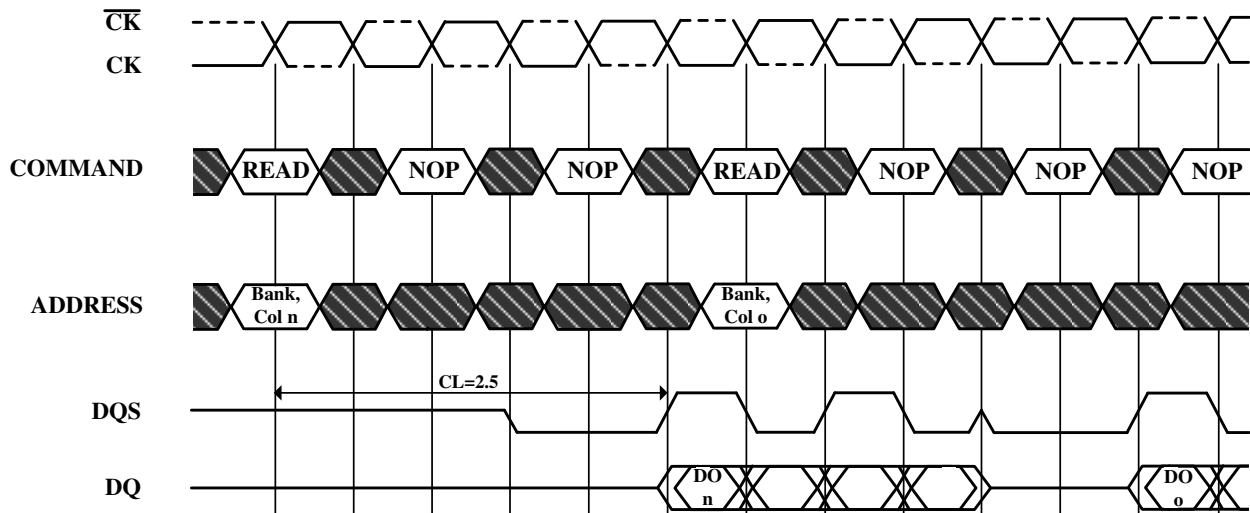 CK
CK
COMMAND
READ NOP NOP READ NOP NOP NOP
ADDRESS
Bank,
Col n
Bank,
Col o
CL=2.5
DQS
DQ
DO
n
DO
o